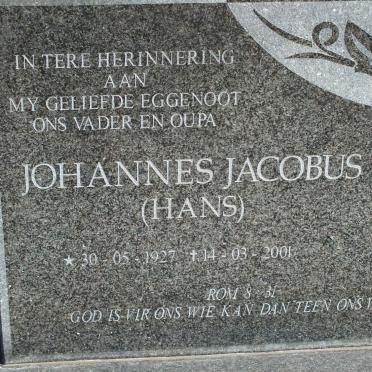 IN TERE HERINNERING
AAN
MY GELIEFDE EGGENOOT
ONS VADER EN OUPA
JOHANNES JACOBUS
(HANS)
★ 30-05-1927 ✝14-03-2001
ROM 8 : 31
GOD IS VIR ONS WIE KAN DAN TEEN ONS